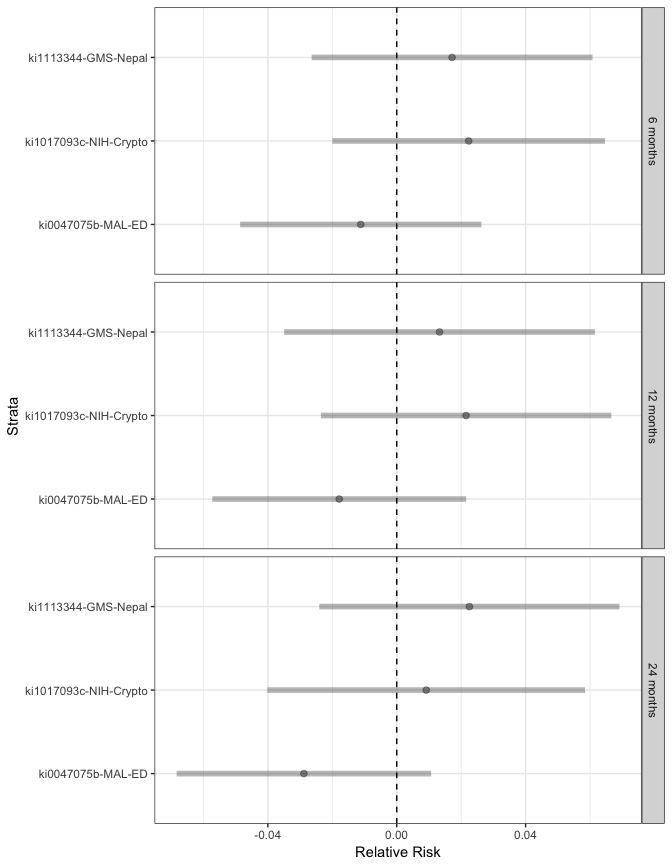 ki1113344-GMS-Nepal
ki1017093c-NIH-Crypto
ki0047075b-MAL-ED
6 months
ki1113344-GMS-Nepal
ki1017093c-NIH-Crypto
ki0047075b-MAL-ED
12 months
Strata
ki1113344-GMS-Nepal
ki1017093c-NIH-Crypto
ki0047075b-MAL-ED
24 months
-0.04 0.00 0.04
Relative Risk